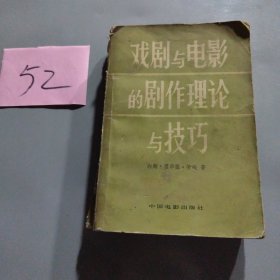 52
戏剧与电影
的剧作理论
与技巧
约翰·霍华德·劳逊 著
中国电影出版社